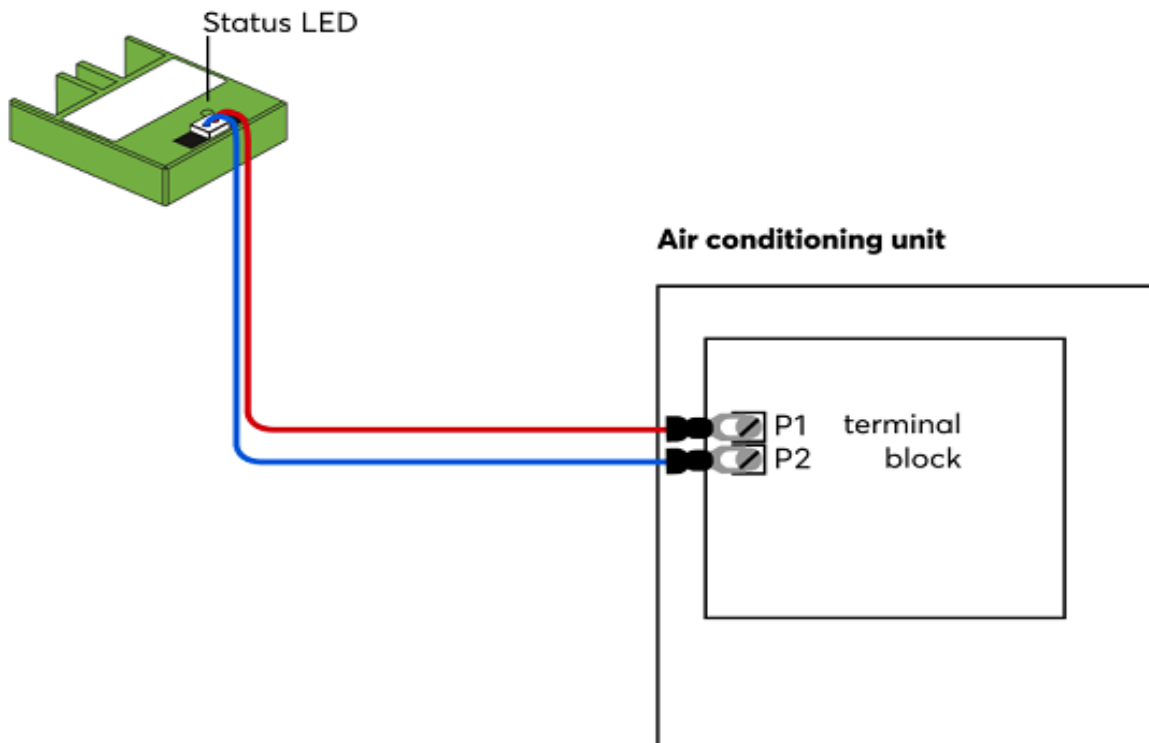 Status LED
Air conditioning unit
P1 terminal
P2 block